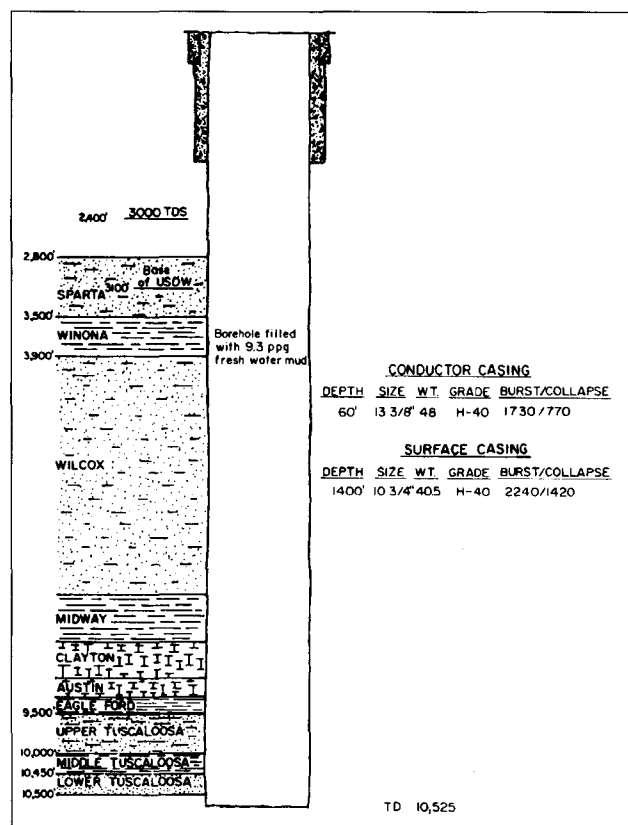 2,400' 3000 TDS
2,800'
Base
of USDW
3100'
SPARTA
3,500'
WINONA
3,900'
Borehole filled
with 9.3 ppg
fresh water mud
CONDUCTOR CASING
DEPTH SIZE WT. GRADE BURST/COLLAPSE
60' 13 3/8" 48 H-40 1730/770
SURFACE CASING
DEPTH SIZE WT. GRADE BURST/COLLAPSE
1400' 10 3/4" 40.5 H-40 2240/1420
WILCOX
MIDWAY
CLAYTON
AUSTIN
EAGLE FORD
9,500'
UPPER TUSCALOOSA
10,000'
MIDDLE TUSCALOOSA
10,450'
LOWER TUSCALOOSA
10,500'
TD 10,525